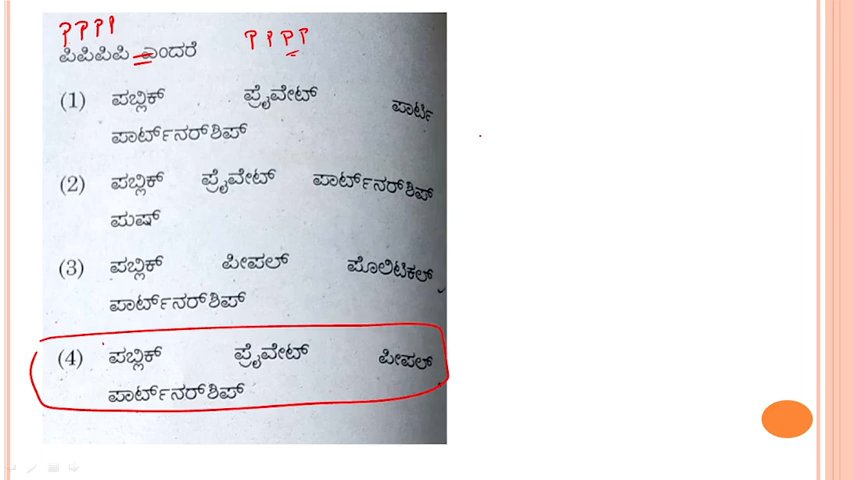 PPPP
PPPP
ಪಿಪಿಪಿಪಿ ಎಂದರೆ
(1) ಪಬ್ಲಿಕ್ ಪ್ರೈವೇಟ್ ಪಾರ್ಟಿ
ಪಾರ್ಟ್‌ನರ್‌ಶಿಪ್
(2) ಪಬ್ಲಿಕ್ ಪ್ರೈವೇಟ್ ಪಾರ್ಟ್‌ನರ್‌ಶಿಪ್
ಪುಷ್
(3) ಪಬ್ಲಿಕ್ ಪೀಪಲ್ ಪೊಲಿಟಿಕಲ್
ಪಾರ್ಟ್‌ನರ್‌ಶಿಪ್
(4) ಪಬ್ಲಿಕ್ ಪ್ರೈವೇಟ್ ಪೀಪಲ್
ಪಾರ್ಟ್‌ನರ್‌ಶಿಪ್